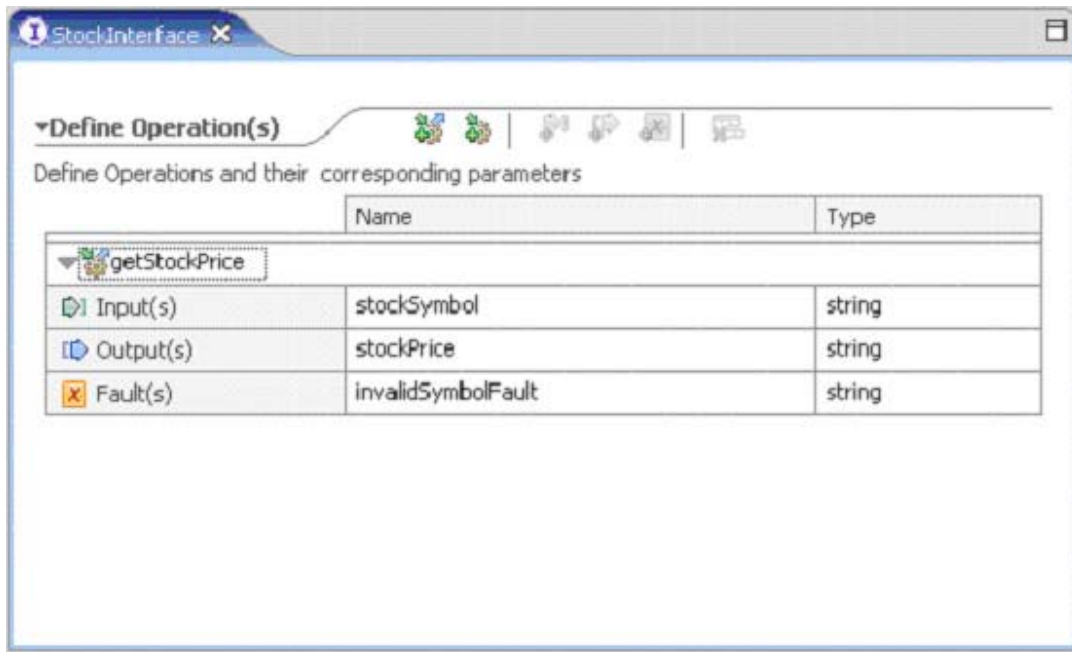 I StockInterface
Define Operation(s)
Define Operations and their corresponding parameters
Name Type
getStockPrice
Input(s) stockSymbol string
Output(s) stockPrice string
x Fault(s) invalidSymbolFault string